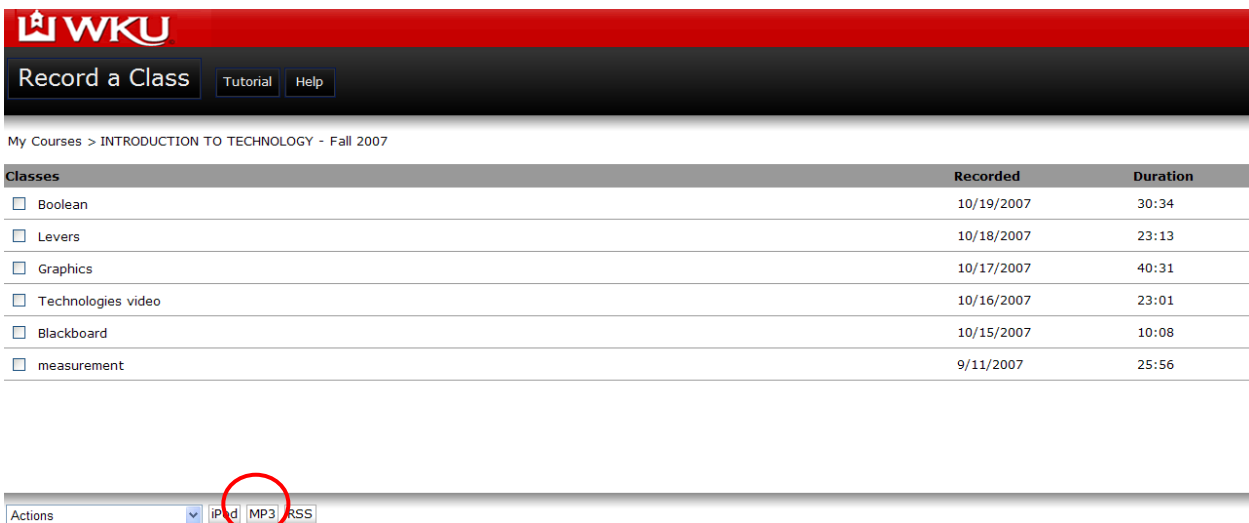 WKU
Record a Class Tutorial Help
My Courses > INTRODUCTION TO TECHNOLOGY - Fall 2007
Classes Recorded Duration
Boolean 10/19/2007 30:34
Levers 10/18/2007 23:13
Graphics 10/17/2007 40:31
Technologies video 10/16/2007 23:01
Blackboard 10/15/2007 10:08
measurement 9/11/2007 25:56
Actions iPod MP3 RSS